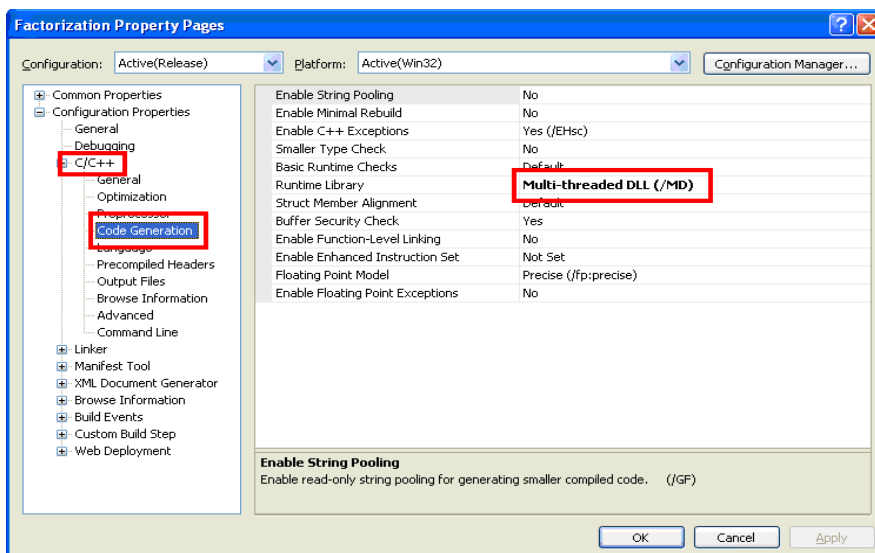 Factorization Property Pages
Configuration: Active(Release) Platform: Active(Win32) Configuration Manager...
Common Properties
Configuration Properties
General
Debugging
C/C++
General
Optimization
Preprocessor
Code Generation
Language
Precompiled Headers
Output Files
Browse Information
Advanced
Command Line
Linker
Manifest Tool
XML Document Generator
Browse Information
Build Events
Custom Build Step
Web Deployment
Enable String Pooling No
Enable Minimal Rebuild No
Enable C++ Exceptions Yes (/EHsc)
Smaller Type Check No
Basic Runtime Checks Default
Runtime Library Multi-threaded DLL (/MD)
Struct Member Alignment Default
Buffer Security Check Yes
Enable Function-Level Linking No
Enable Enhanced Instruction Set Not Set
Floating Point Model Precise (/fp:precise)
Enable Floating Point Exceptions No
Enable String Pooling
Enable read-only string pooling for generating smaller compiled code. (/GF)
OK Cancel Apply